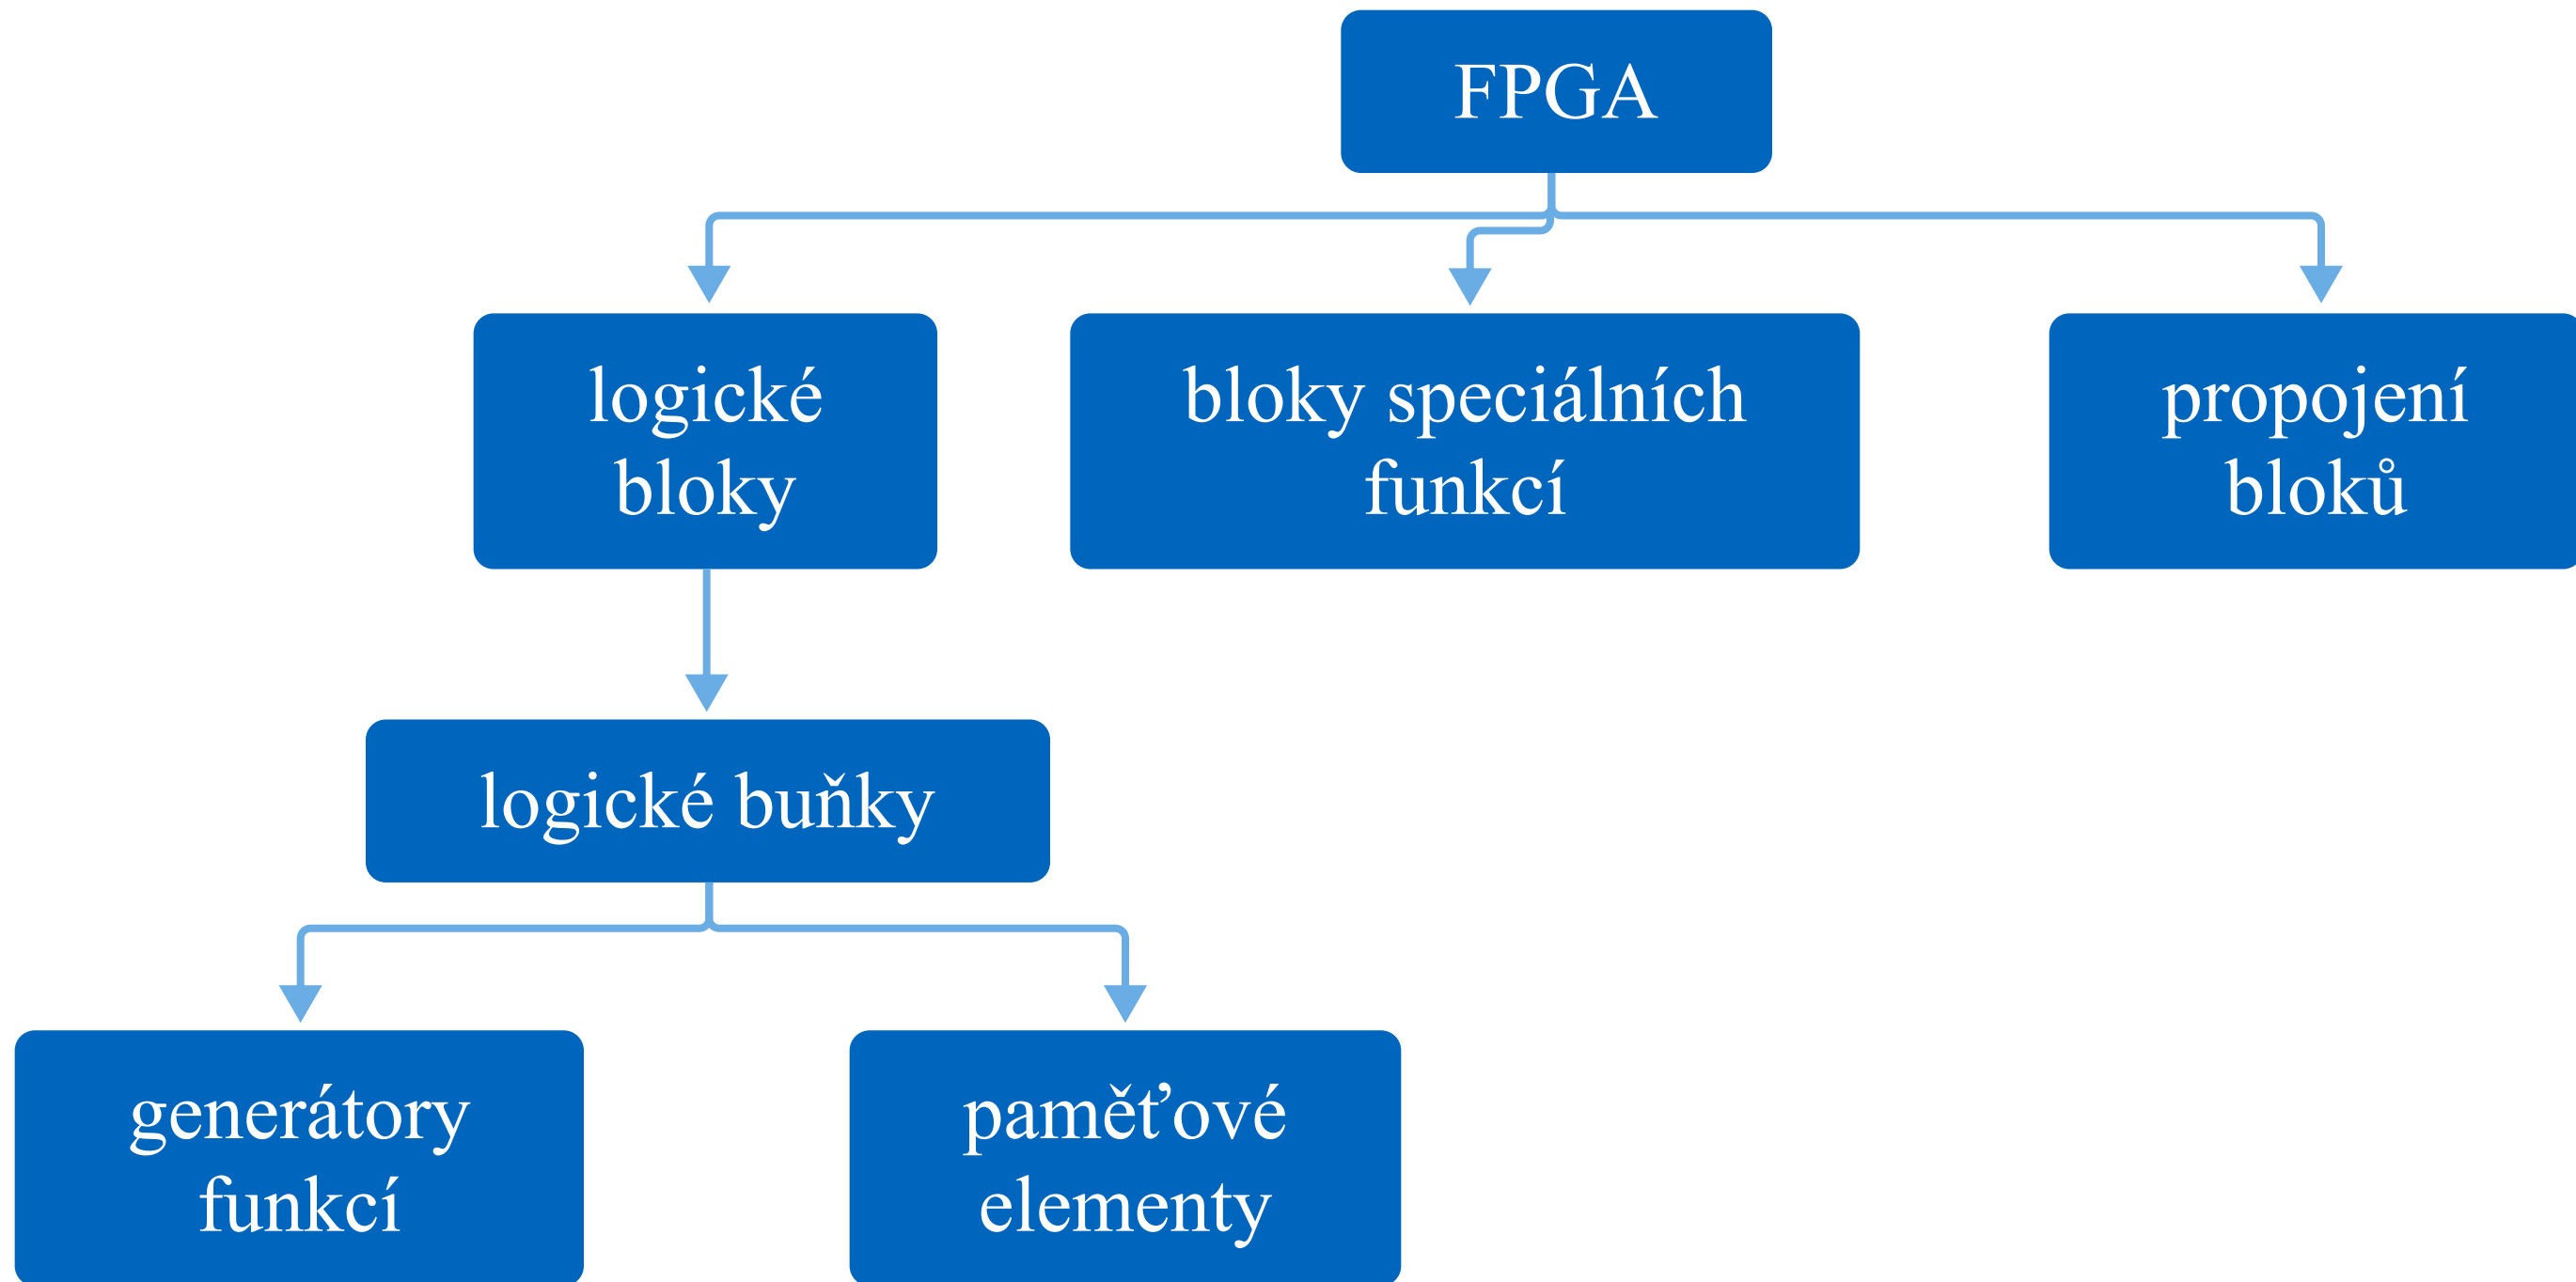 FPGA
logické
bloky
bloky speciálních
funkcí
propojení
bloků
logické buňky
generátory
funkcí
paměťové
elementy